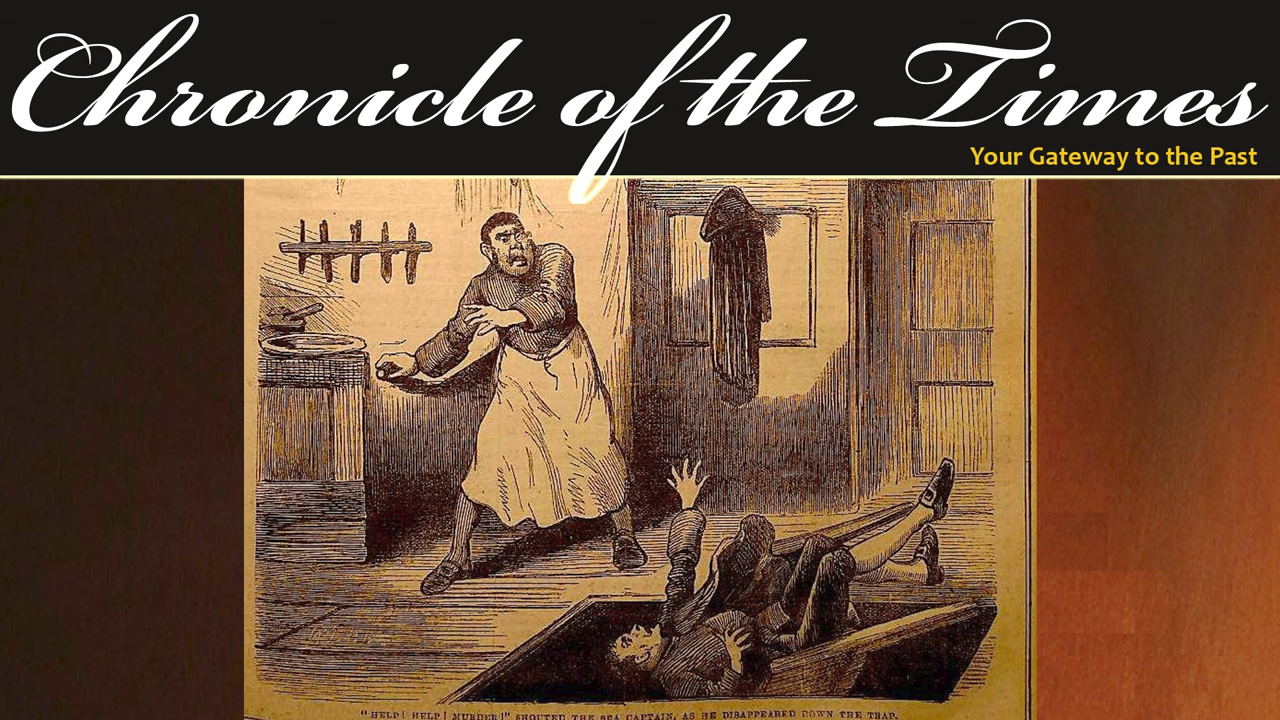 Chronicle of the Times
Your Gateway to the Past
"HELP! HELP! MURDER!" SHOUTED THE SEA CAPTAIN, AS HE DISAPPEARED DOWN THE TRAP.